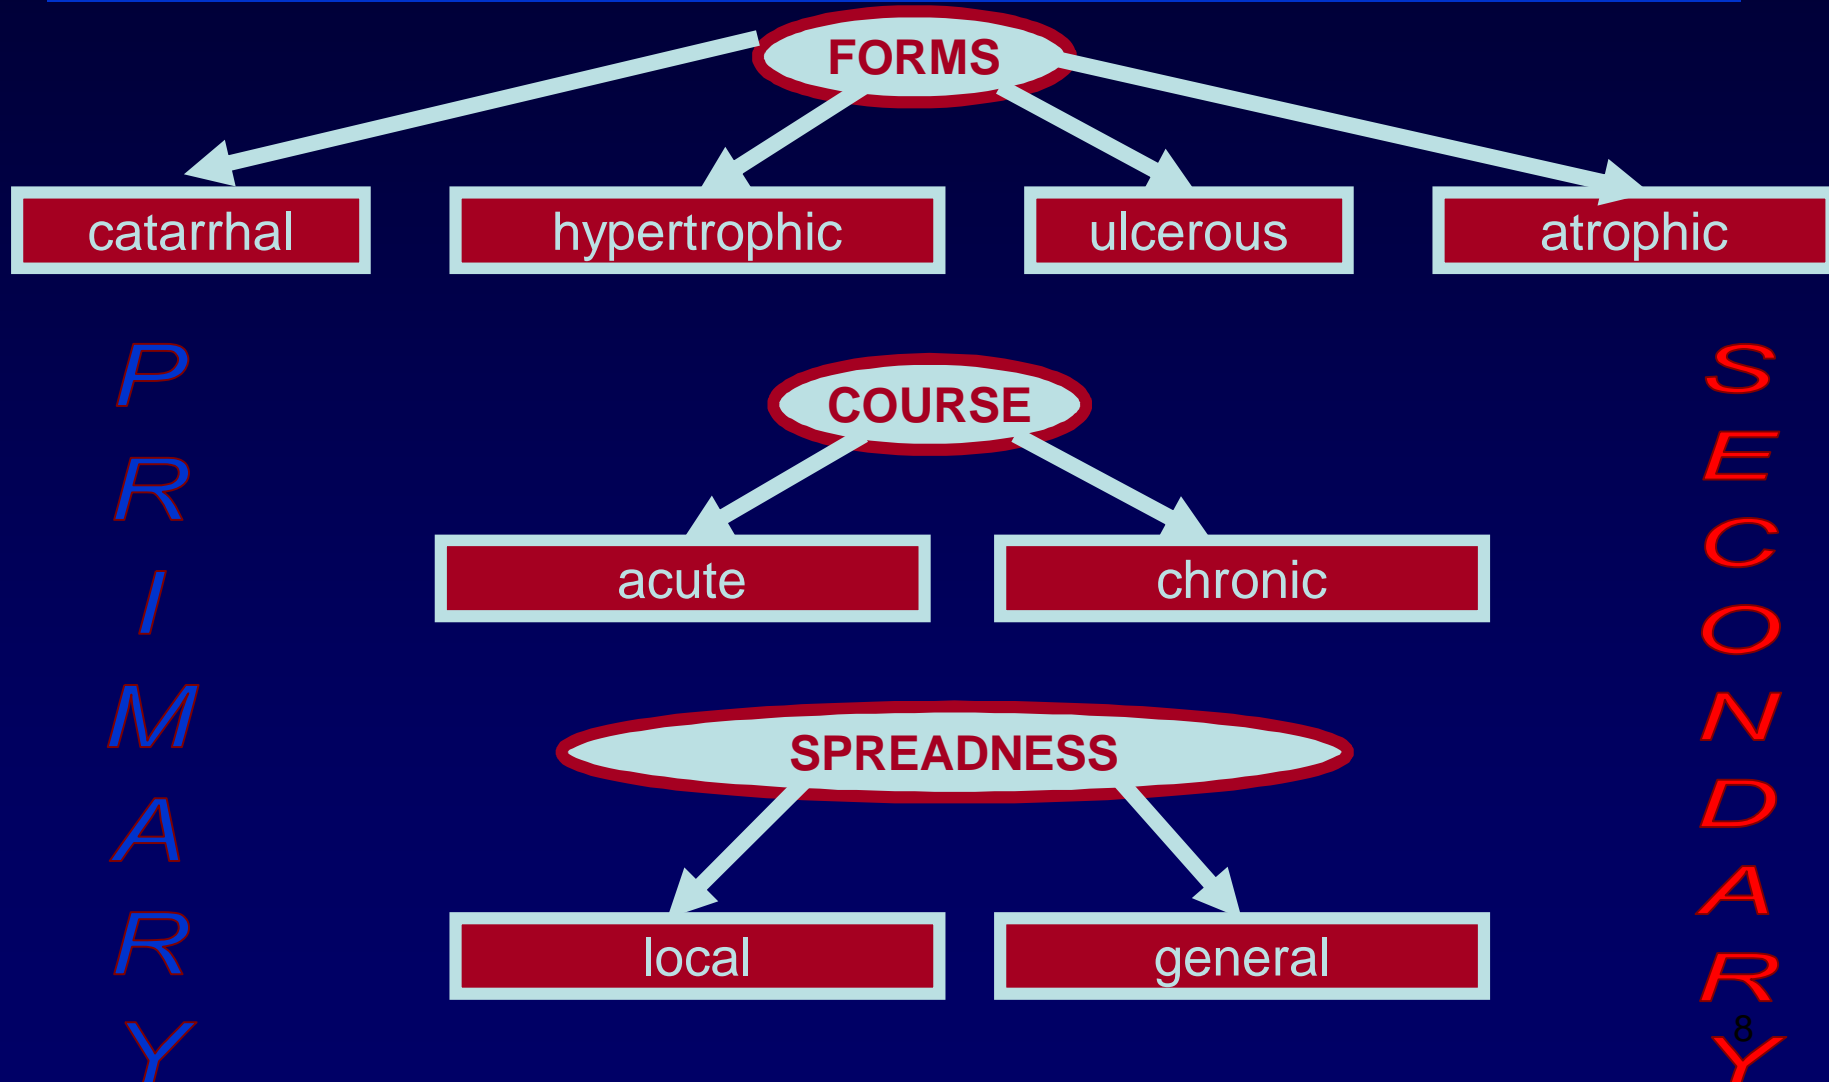 FORMS
catarrhal
hypertrophic
ulcerous
atrophic
PRIMARY
COURSE
acute
chronic
SPREADNESS
local
general
SECONDARY
8